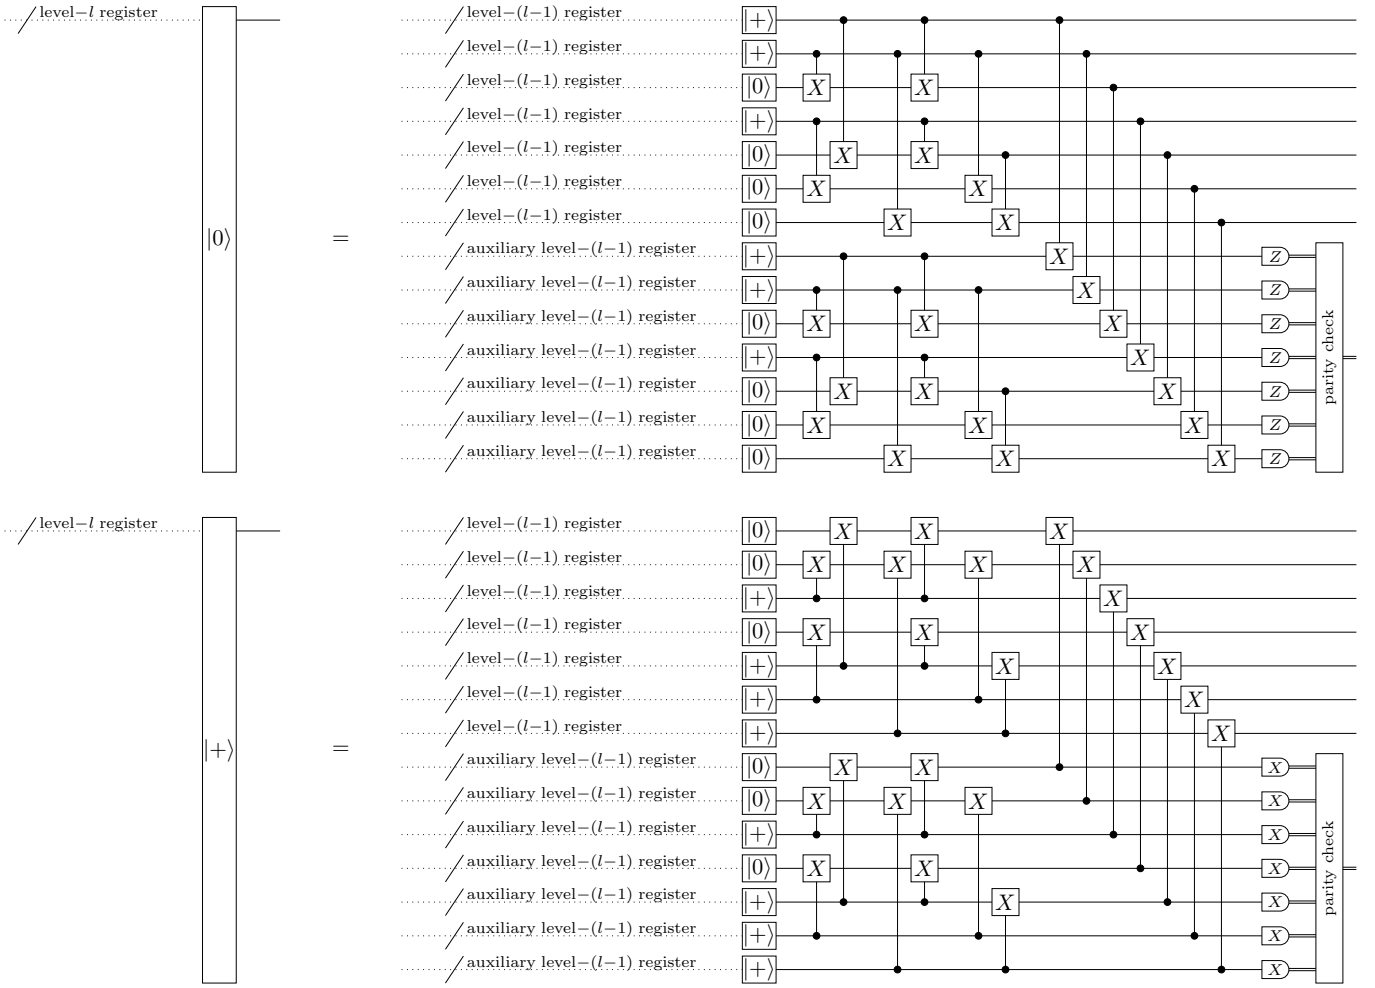 level−l register level−(l−1) register |+⟩
level−(l−1) register |+⟩
level−(l−1) register |0⟩ X X
level−(l−1) register |+⟩
level−(l−1) register |0⟩ X X
level−(l−1) register |0⟩ X X
level−(l−1) register |0⟩ X X
|0⟩ =
auxiliary level−(l−1) register |+⟩ X Z
auxiliary level−(l−1) register |+⟩ X Z
auxiliary level−(l−1) register |0⟩ X X X Z
auxiliary level−(l−1) register |+⟩ X Z
parity check
auxiliary level−(l−1) register |0⟩ X X X Z
auxiliary level−(l−1) register |0⟩ X X X Z
auxiliary level−(l−1) register |0⟩ X X X Z
level−l register level−(l−1) register |0⟩ X X X
level−(l−1) register |0⟩ X X X X
level−(l−1) register |+⟩ X
level−(l−1) register |0⟩ X X X
level−(l−1) register |+⟩ X X
level−(l−1) register |+⟩ X
level−(l−1) register |+⟩ X
|+⟩ =
auxiliary level−(l−1) register |0⟩ X X X
auxiliary level−(l−1) register |0⟩ X X X X
auxiliary level−(l−1) register |+⟩ X
auxiliary level−(l−1) register |0⟩ X X X
parity check
auxiliary level−(l−1) register |+⟩ X X
auxiliary level−(l−1) register |+⟩ X
auxiliary level−(l−1) register |+⟩ X